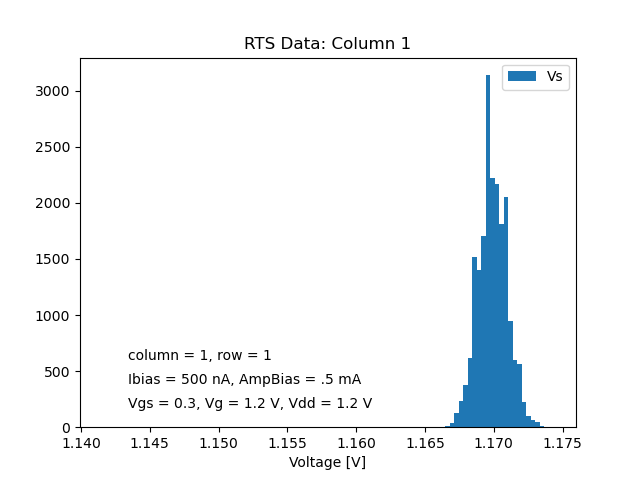 RTS Data: Column 1
Vs
3000
2500
2000
1500
1000
500
0
column = 1, row = 1
Ibias = 500 nA, AmpBias = .5 mA
Vgs = 0.3, Vg = 1.2 V, Vdd = 1.2 V
1.140 1.145 1.150 1.155 1.160 1.165 1.170 1.175
Voltage [V]